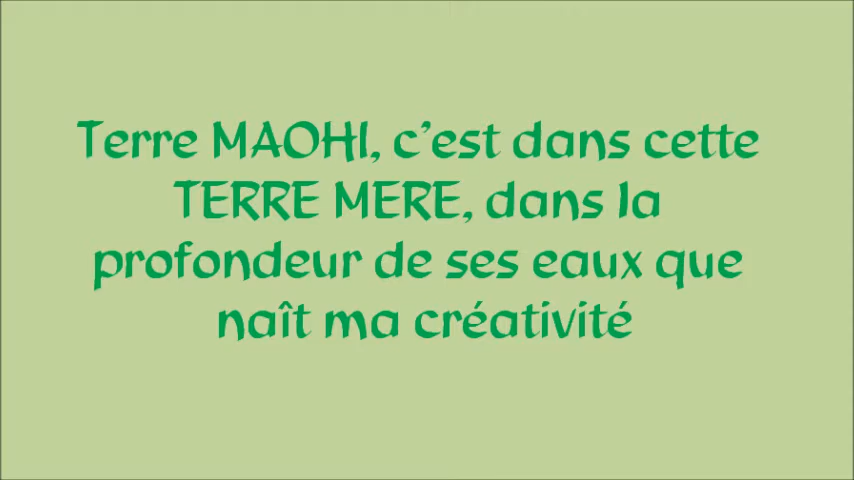 Terre MAOHI, c'est dans cette
TERRE MERE, dans la
profondeur de ses eaux que
naît ma créativité